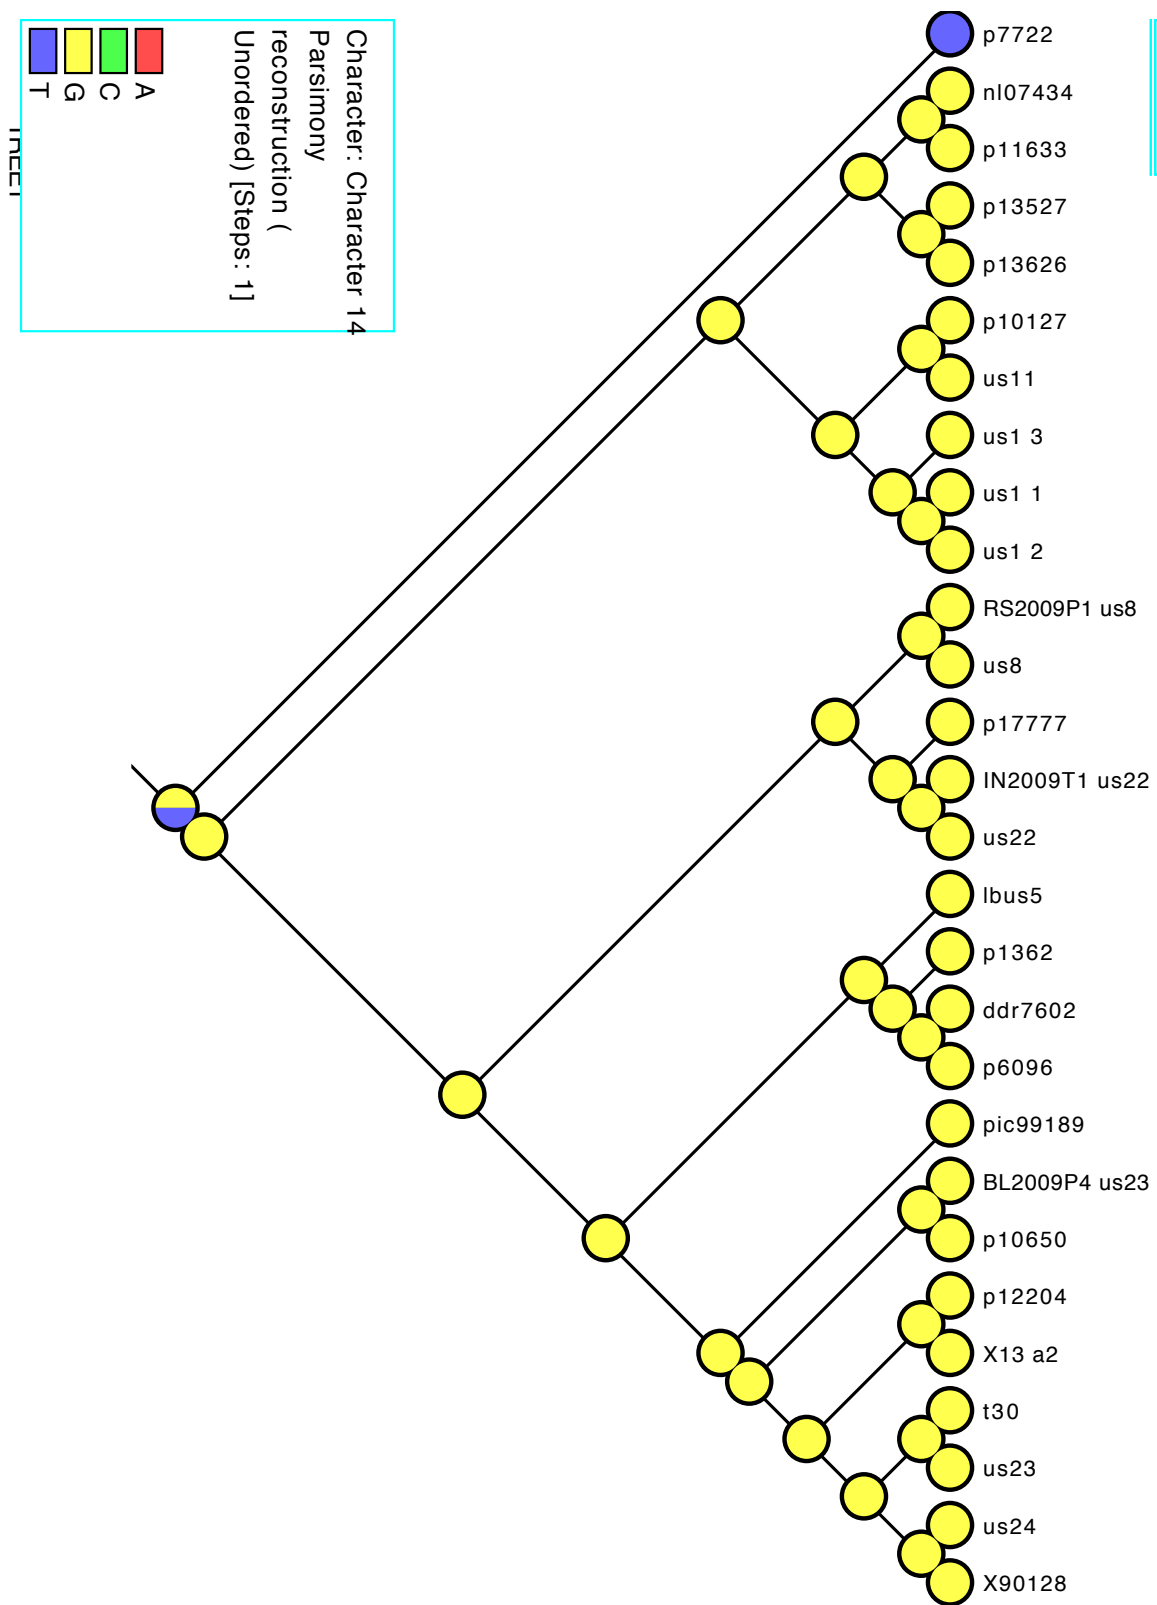 Character: Character 14
Parsimony
reconstruction (
Unordered) [Steps: 1]
A
C
G
T
p7722
nl07434
p11633
p13527
p13626
p10127
us11
us1 3
us1 1
us1 2
RS2009P1 us8
us8
p17777
IN2009T1 us22
us22
lbus5
p1362
ddr7602
p6096
pic99189
BL2009P4 us23
p10650
p12204
X13 a2
t30
us23
us24
X90128